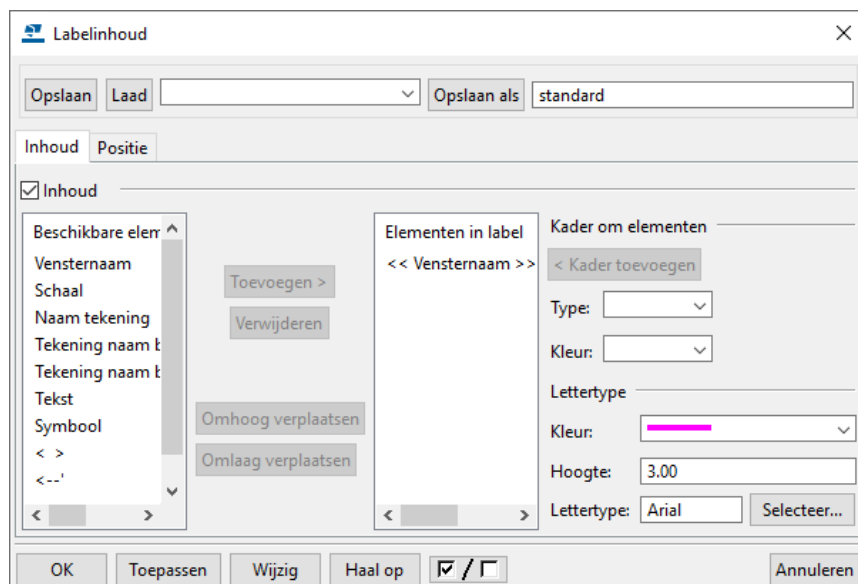 Labelinhoud
Opslaan Laad Opslaan als standard
Inhoud Positie
Inhoud
Beschikbare elem
Vensternaam
Schaal
Naam tekening
Tekening naam b
Tekening naam b
Tekst
Symbool
< >
<--'
Toevoegen >
Verwijderen
Omhoog verplaatsen
Omlaag verplaatsen
Elementen in label
<< Vensternaam >>
Kader om elementen
< Kader toevoegen
Type:
Kleur:
Lettertype
Kleur:
Hoogte: 3.00
Lettertype: Arial Selecteer...
OK Toepassen Wijzig Haal op / Annuleren